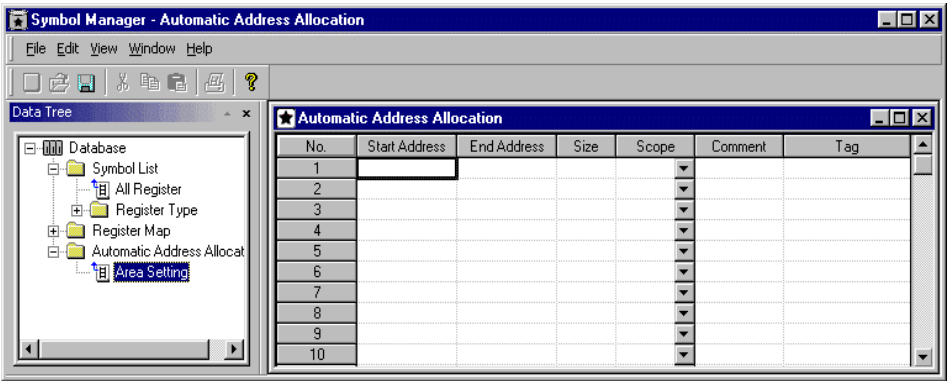 Symbol Manager - Automatic Address Allocation
File Edit View Window Help
Data Tree
Database
Symbol List
All Register
Register Type
Register Map
Automatic Address Allocat
Area Setting
Automatic Address Allocation
No. Start Address End Address Size Scope Comment Tag
1
2
3
4
5
6
7
8
9
10